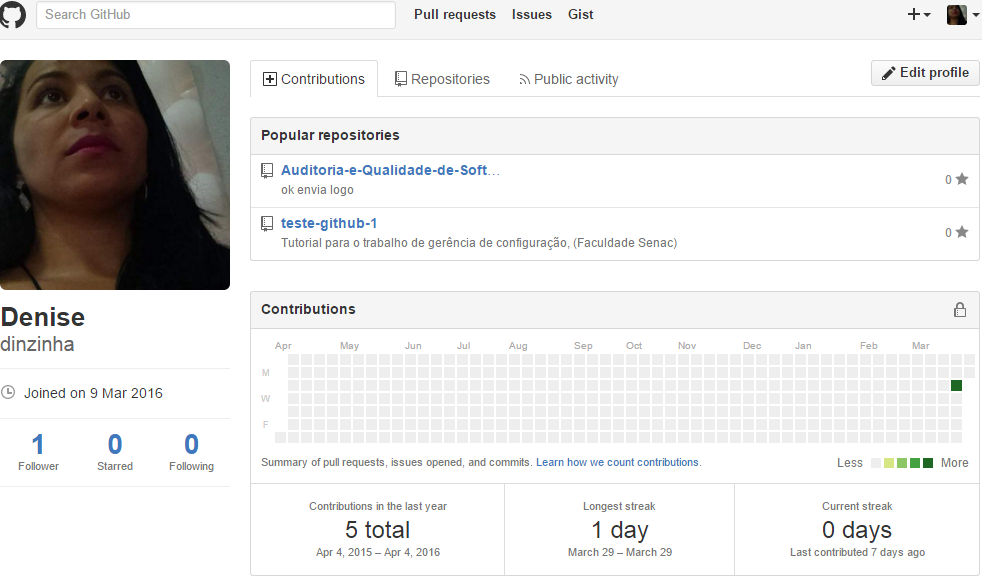 Search GitHub
Pull requests Issues Gist
Contributions Repositories Public activity Edit profile
Popular repositories
Auditoria-e-Qualidade-de-Soft...
ok envia logo
0
teste-github-1
Tutorial para o trabalho de gerência de configuração, (Faculdade Senac)
0
Denise
dinzinha
Joined on 9 Mar 2016
1 0 0
Follower Starred Following
Contributions
Apr May Jun Jul Aug Sep Oct Nov Dec Jan Feb Mar
M
W
F
Summary of pull requests, issues opened, and commits. Learn how we count contributions. Less More
Contributions in the last year
5 total
Apr 4, 2015 – Apr 4, 2016
Longest streak
1 day
March 29 – March 29
Current streak
0 days
Last contributed 7 days ago